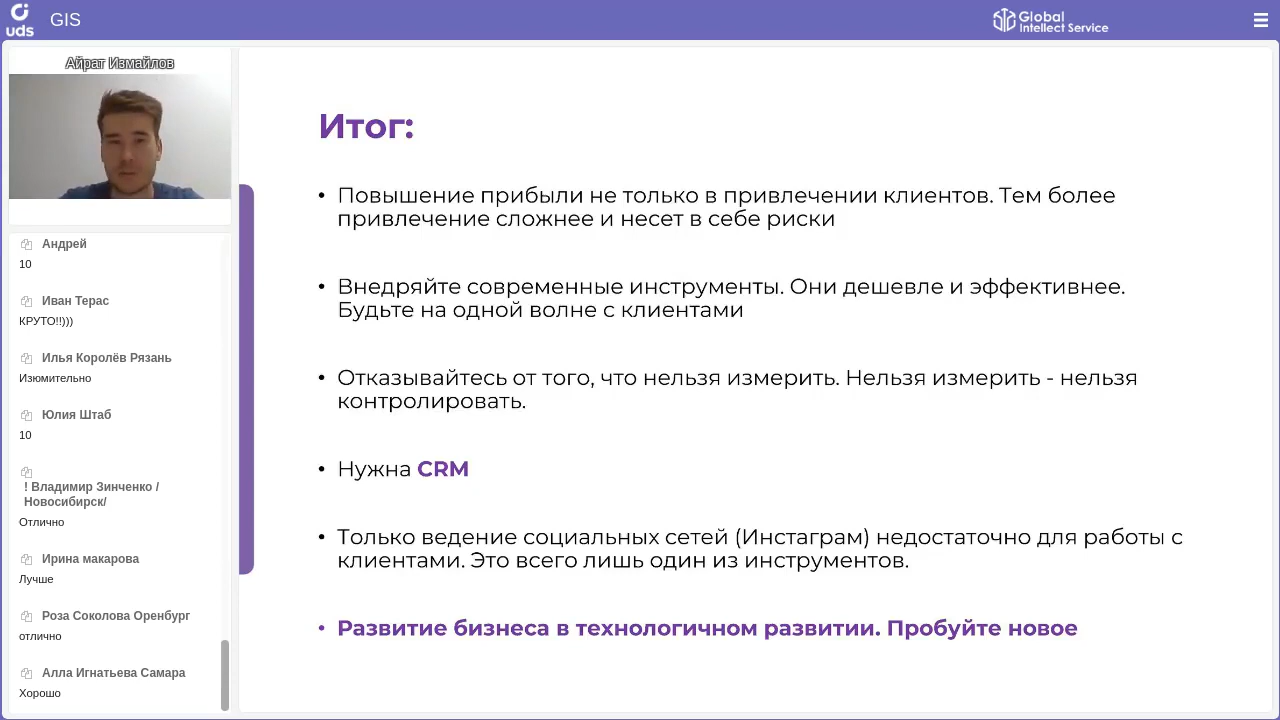 uds
GIS
Global
Intellect Service
Айрат Измайлов
Андрей
10
Иван Терас
КРУТО!!)))
Илья Королёв Рязань
Изюмительно
Юлия Штаб
10
! Владимир Зинченко /
Новосибирск/
Отлично
Ирина макарова
Лучше
Роза Соколова Оренбург
отлично
Алла Игнатьева Самара
Хорошо
Итог:
• Повышение прибыли не только в привлечении клиентов. Тем более
привлечение сложнее и несет в себе риски
• Внедряйте современные инструменты. Они дешевле и эффективнее.
Будьте на одной волне с клиентами
• Отказывайтесь от того, что нельзя измерить. Нельзя измерить - нельзя
контролировать.
• Нужна CRM
• Только ведение социальных сетей (Инстаграм) недостаточно для работы с
клиентами. Это всего лишь один из инструментов.
• Развитие бизнеса в технологичном развитии. Пробуйте новое